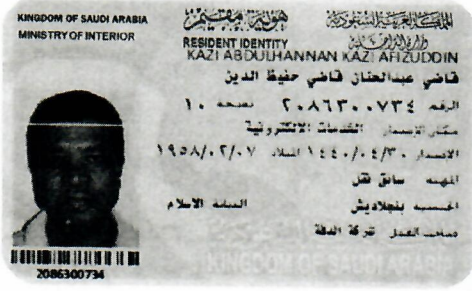 KINGDOM OF SAUDI ARABIA
MINISTRY OF INTERIOR
هوية مقيم
المملكة العربية السعودية
وزارة الداخلية
RESIDENT IDENTITY
KAZI ABDULHANNAN KAZI AFIZUDDIN
قاضي عبدالحنان قاضي حفيظ الدين
الرقم ٢٠٨٦٣٠٠٧٣٤ نسخة ١٠
مكان الإصدار الخدمات الالكترونية
الاصدار ١٤٤٠/٠٤/٣٠ الميلاد ١٩٥٨/٠٢/٠٧
المهنة سائق نقل
الجنسية بنجلاديش الديانة الاسلام
صاحب العمل شركة الدقة
2086300734
KINGDOM OF SAUDI ARABIA